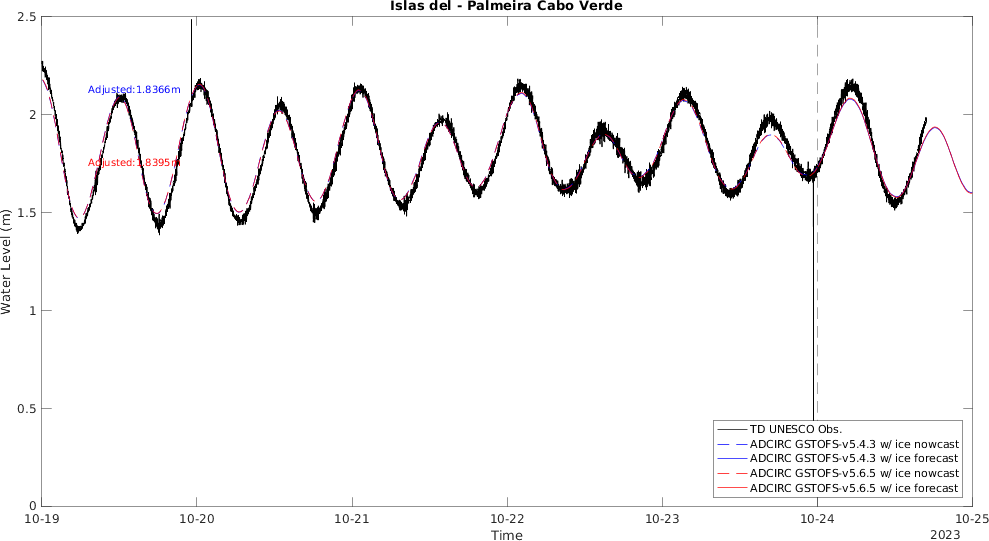 Islas del - Palmeira Cabo Verde
2.5
2
1.5
1
0.5
0
Water Level (m)
Adjusted:1.8366m
Adjusted:1.8395m
TD UNESCO Obs.
ADCIRC GSTOFS-v5.4.3 w/ ice nowcast
ADCIRC GSTOFS-v5.4.3 w/ ice forecast
ADCIRC GSTOFS-v5.6.5 w/ ice nowcast
ADCIRC GSTOFS-v5.6.5 w/ ice forecast
10-19 10-20 10-21 10-22 10-23 10-24 10-25
Time
2023